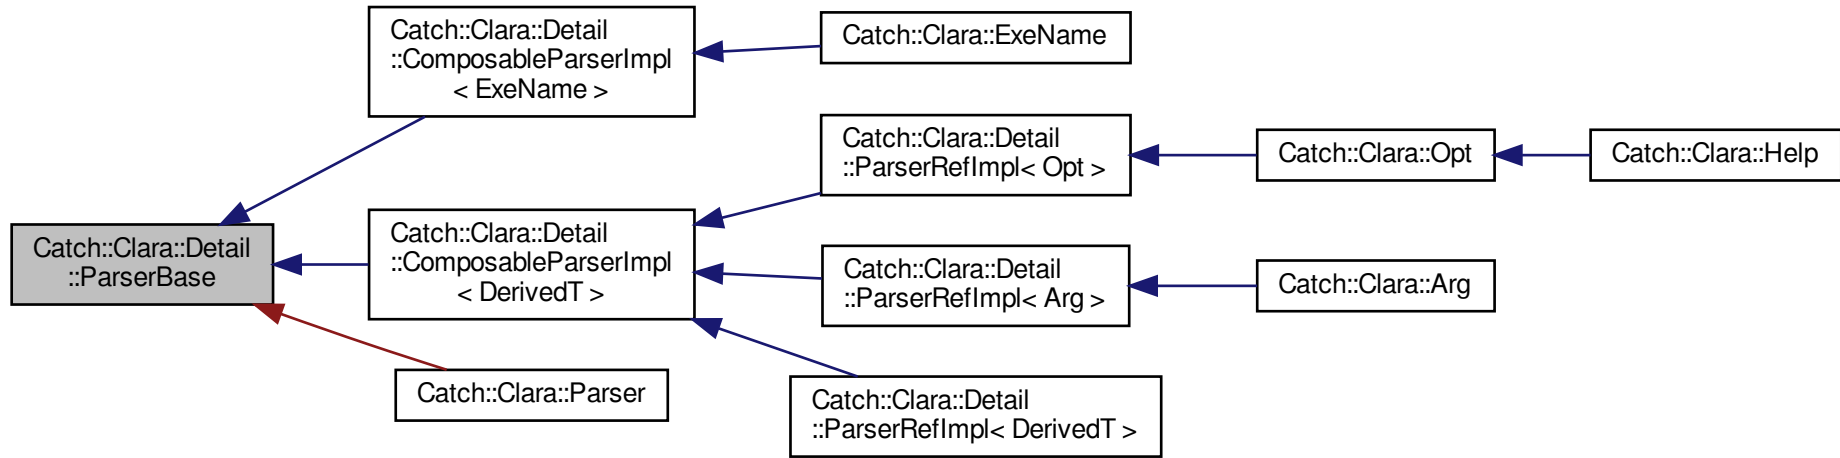 Catch::Clara::Detail
::ParserBase
Catch::Clara::Detail
::ComposableParserImpl
< ExeName >
Catch::Clara::ExeName
Catch::Clara::Detail
::ComposableParserImpl
< DerivedT >
Catch::Clara::Detail
::ParserRefImpl< Opt >
Catch::Clara::Opt
Catch::Clara::Help
Catch::Clara::Detail
::ParserRefImpl< Arg >
Catch::Clara::Arg
Catch::Clara::Detail
::ParserRefImpl< DerivedT >
Catch::Clara::Parser